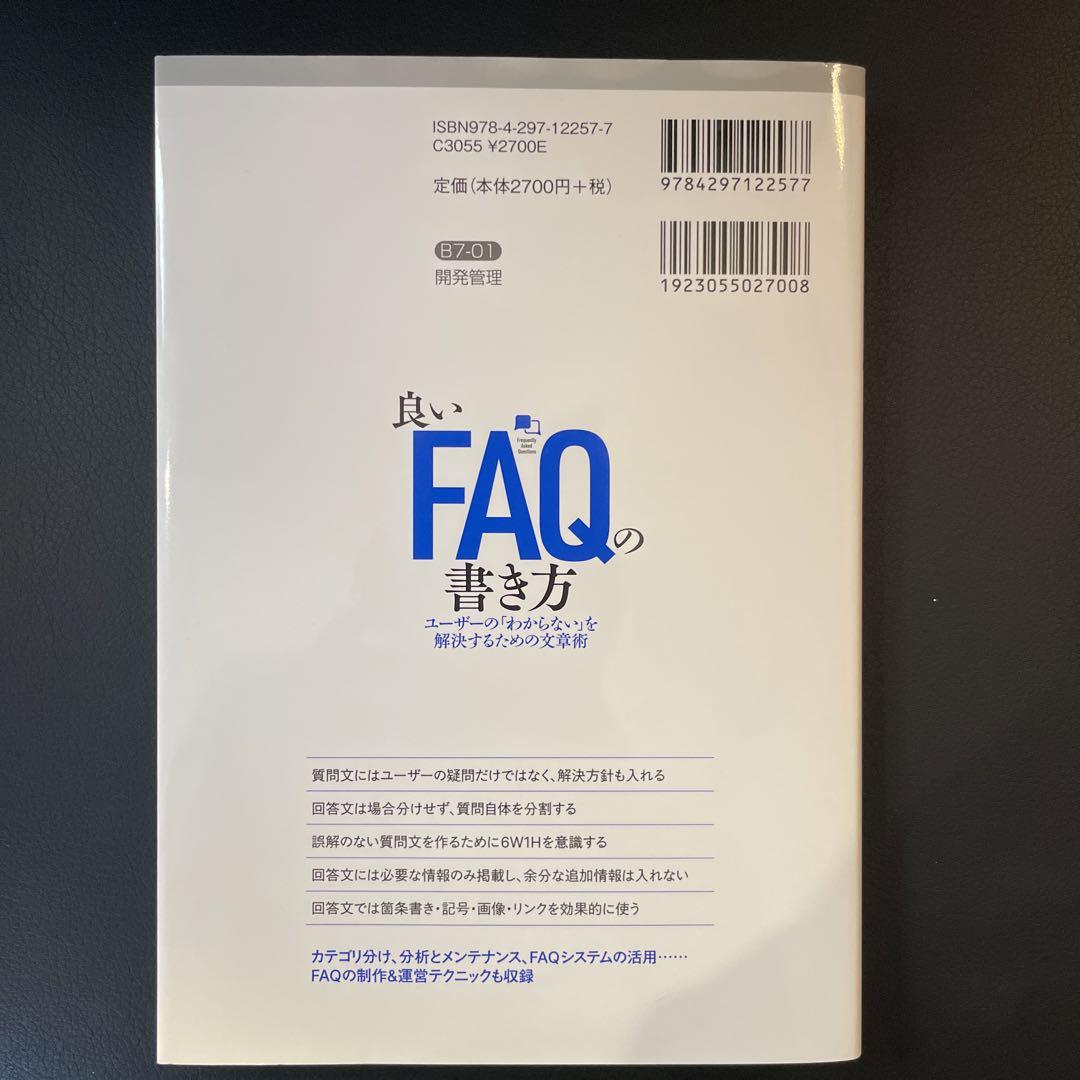 ISBN978-4-297-12257-7
C3055 ¥2700E
定価(本体2700円+税)
9784297122577
B7-01
開発管理
1923055027008
良い
Frequently
Asked
Questions
FAQの
書き方
ユーザーの「わからない」を
解決するための文章術
質問文にはユーザーの疑問だけではなく、解決方針も入れる
回答文は場合分けせず、質問自体を分割する
誤解のない質問文を作るために6W1Hを意識する
回答文には必要な情報のみ掲載し、余分な追加情報は入れない
回答文では箇条書き・記号・画像・リンクを効果的に使う
カテゴリ分け、分析とメンテナンス、FAQシステムの活用……
FAQの制作&運営テクニックも収録